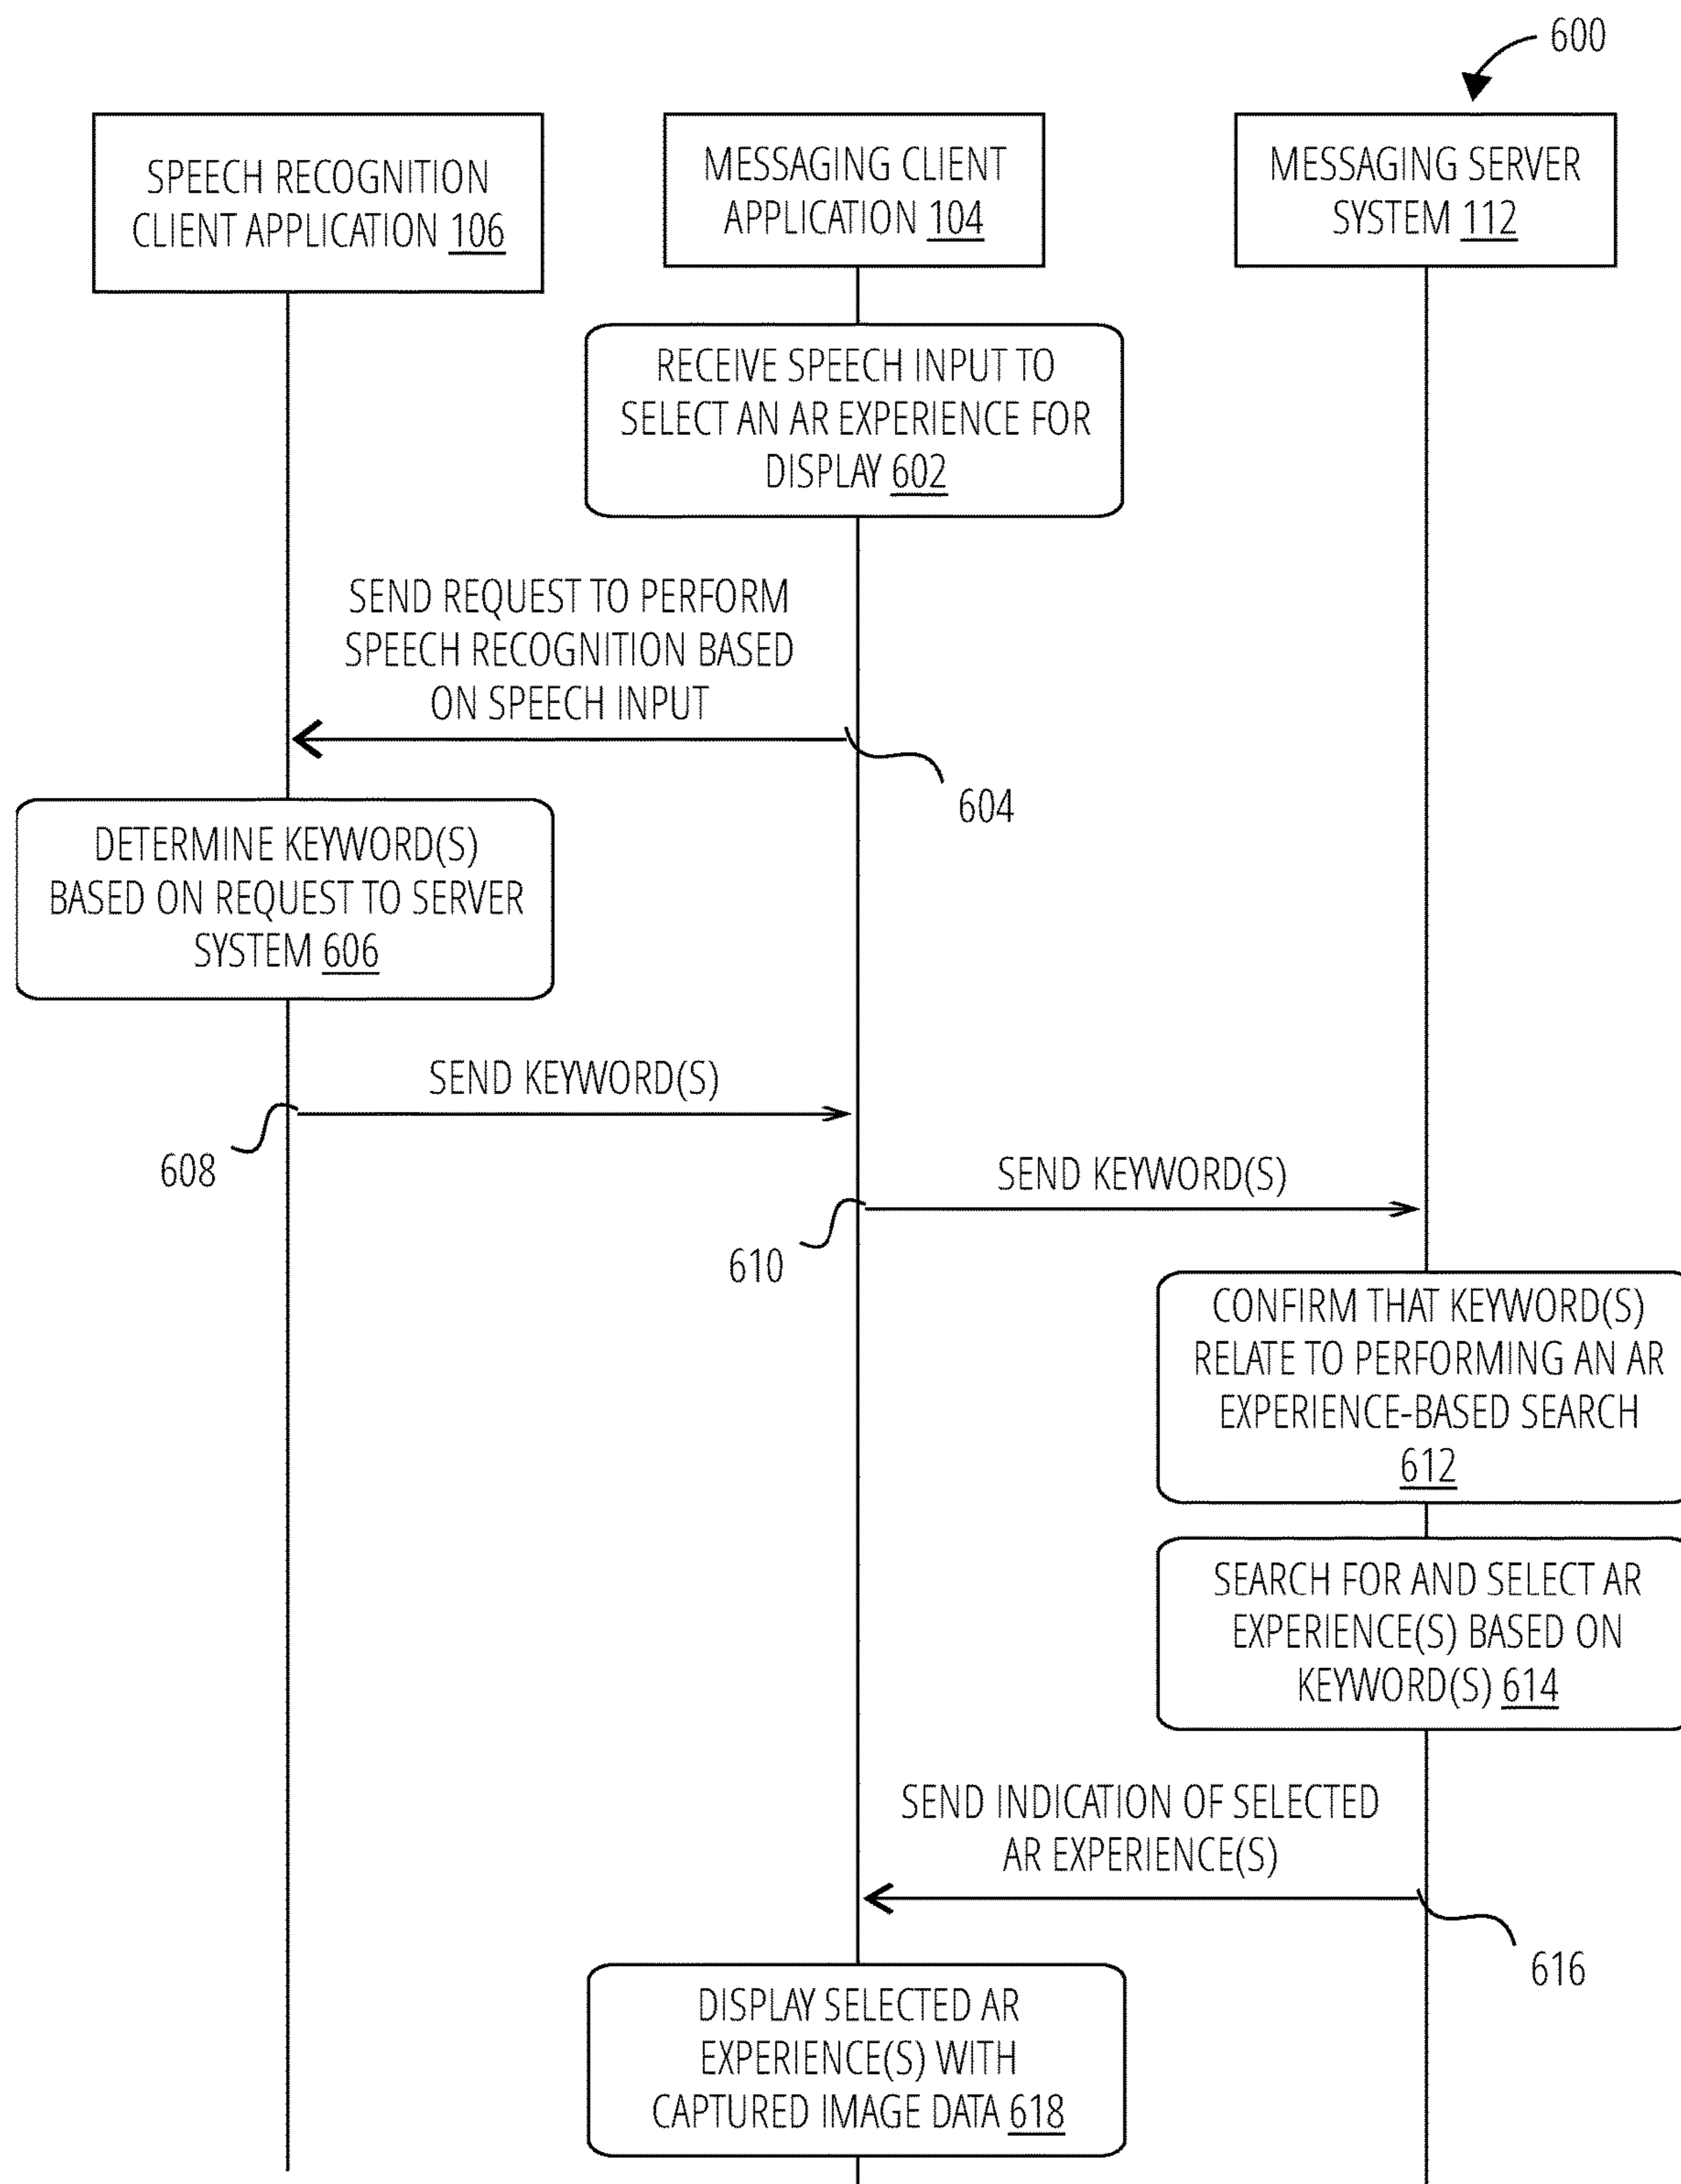 600
SPEECH RECOGNITION
CLIENT APPLICATION 106
MESSAGING CLIENT
APPLICATION 104
MESSAGING SERVER
SYSTEM 112
RECEIVE SPEECH INPUT TO
SELECT AN AR EXPERIENCE FOR
DISPLAY 602
SEND REQUEST TO PERFORM
SPEECH RECOGNITION BASED
ON SPEECH INPUT
604
DETERMINE KEYWORD(S)
BASED ON REQUEST TO SERVER
SYSTEM 606
SEND KEYWORD(S)
608
SEND KEYWORD(S)
610
CONFIRM THAT KEYWORD(S)
RELATE TO PERFORMING AN AR
EXPERIENCE-BASED SEARCH
612
SEARCH FOR AND SELECT AR
EXPERIENCE(S) BASED ON
KEYWORD(S) 614
SEND INDICATION OF SELECTED
AR EXPERIENCE(S)
616
DISPLAY SELECTED AR
EXPERIENCE(S) WITH
CAPTURED IMAGE DATA 618